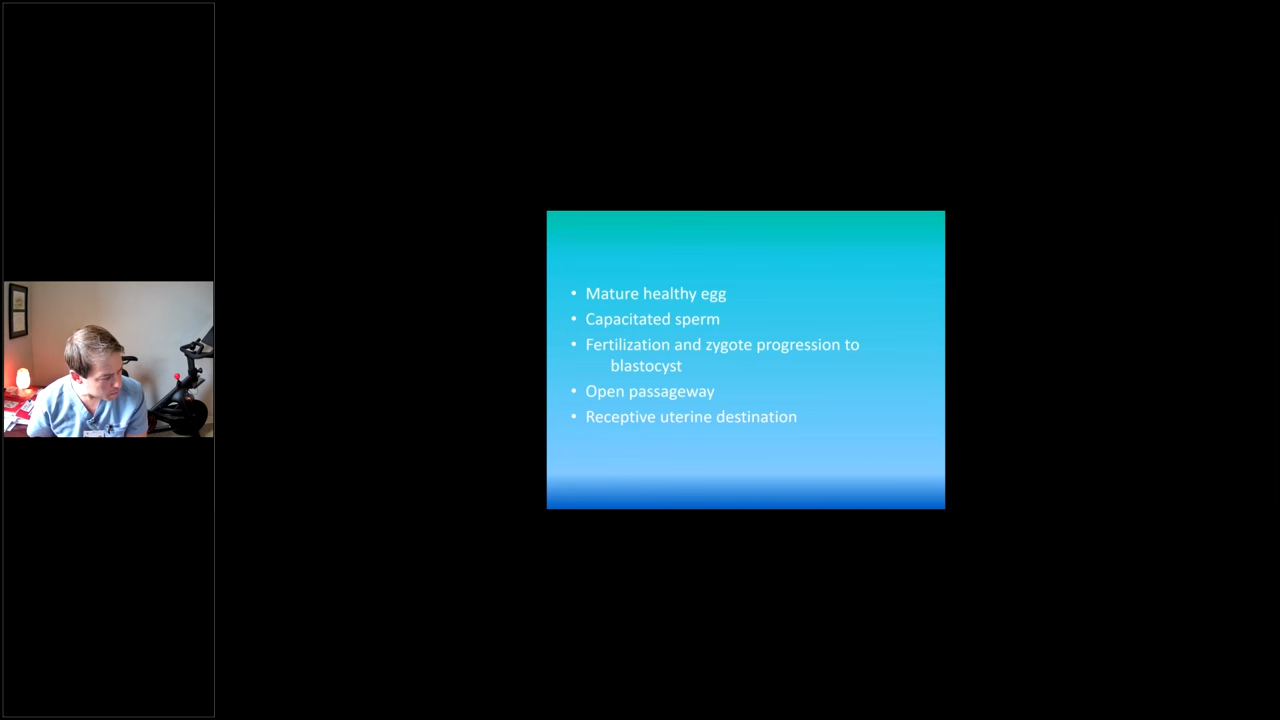 • Mature healthy egg
• Capacitated sperm
• Fertilization and zygote progression to
blastocyst
• Open passageway
• Receptive uterine destination